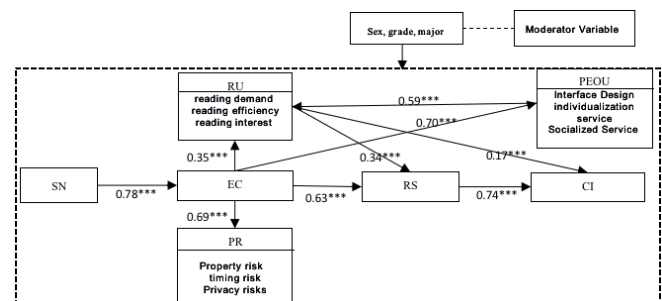 Sex, grade, major
Moderator Variable
RU
reading demand
reading efficiency
reading interest
PEOU
Interface Design
individualization
service
Socialized Service
0.59***
0.70***
0.35***
0.34***
0.17***
SN
0.78***
EC
0.63***
RS
0.74***
CI
0.69***
PR
Property risk
timing risk
Privacy risks